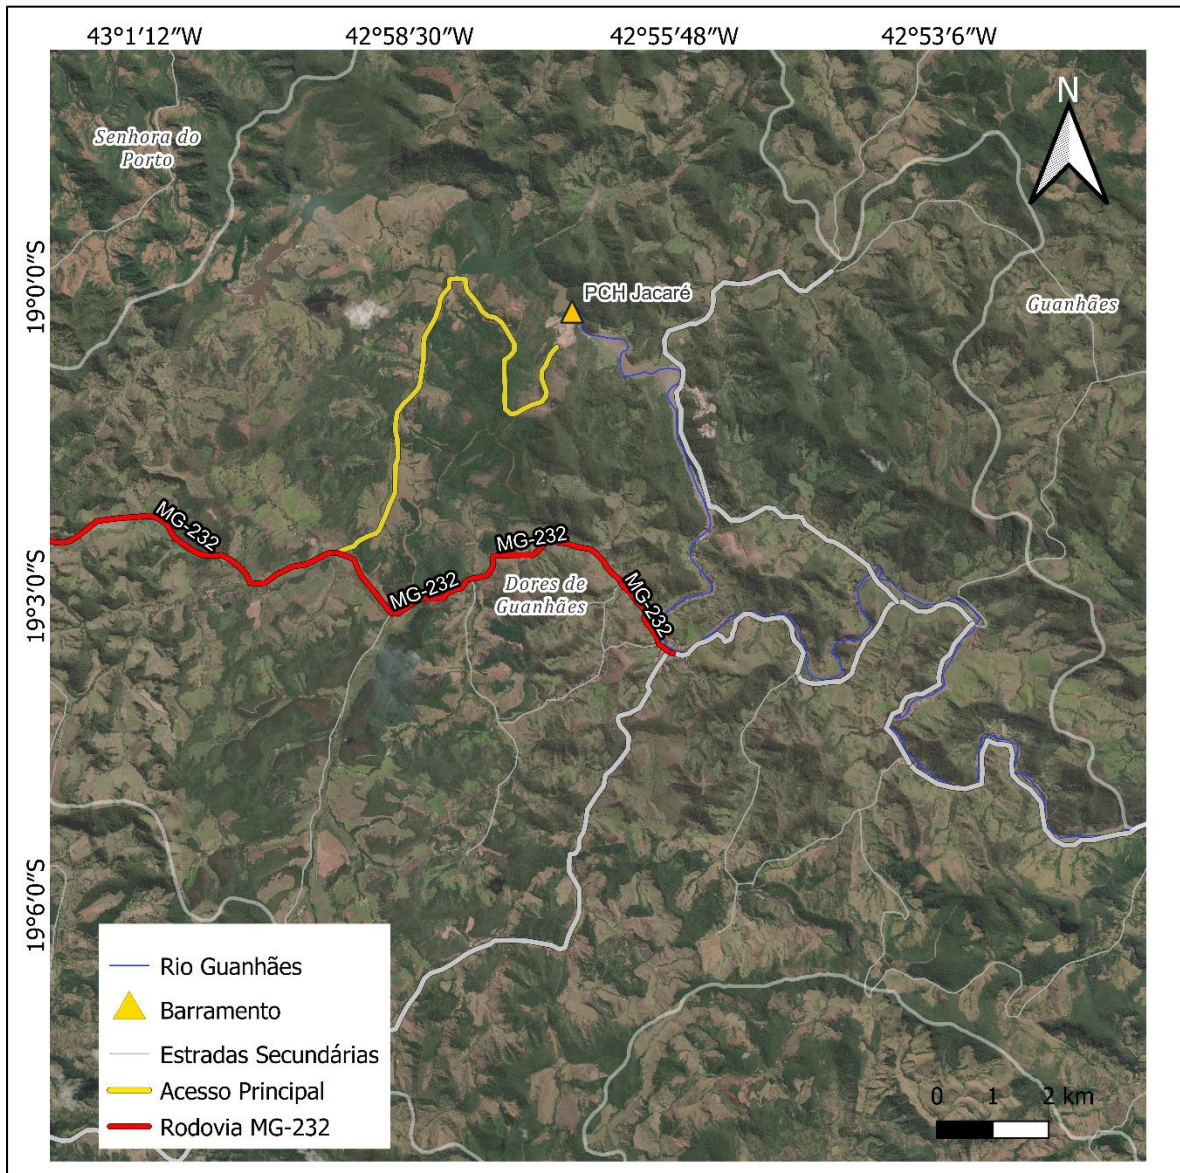 43°1′12″W
42°58′30″W
42°55′48″W
42°53′6″W
N
Senhora do
Porto
19°0′0″S
PCH Jacaré
Guanhães
MG-232
MG-232
MG-232
MG-232
Dores de
Guanhães
19°3′0″S
19°6′0″S
Rio Guanhães
Barramento
Estradas Secundárias
Acesso Principal
Rodovia MG-232
0 1 2 km